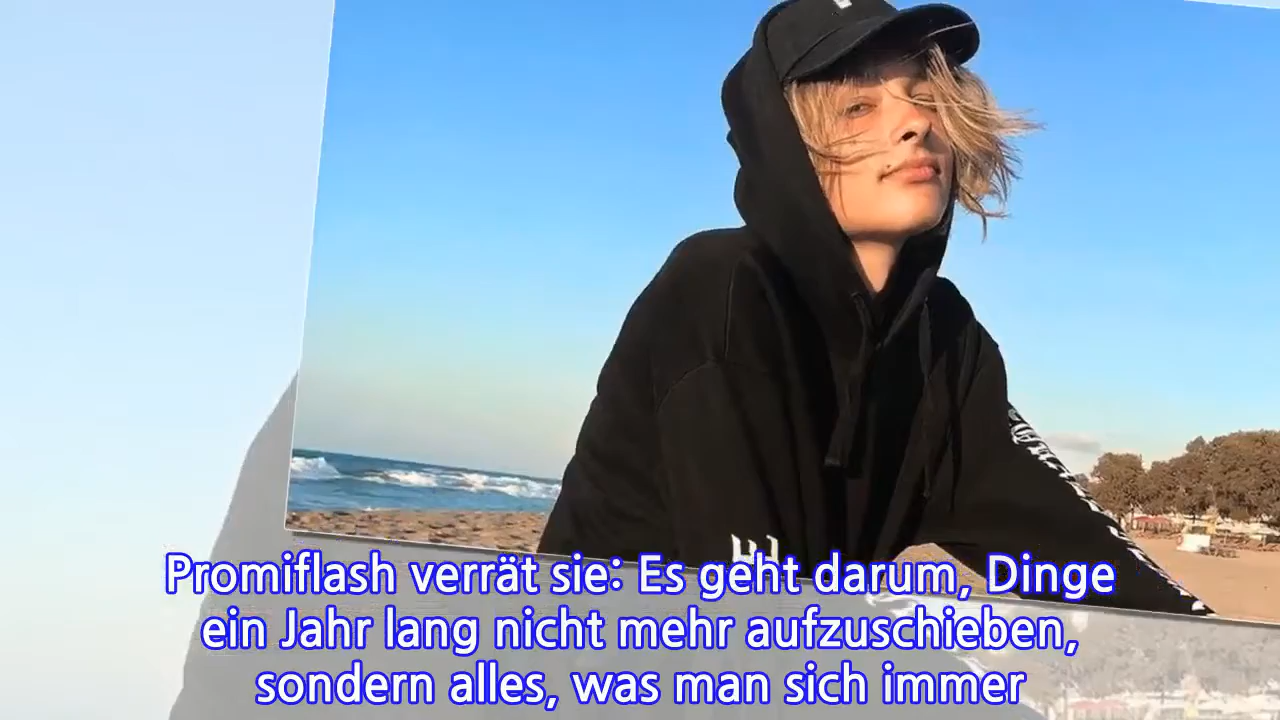 Promiflash verrät sie: Es geht darum, Dinge
ein Jahr lang nicht mehr aufzuschieben,
sondern alles, was man sich immer